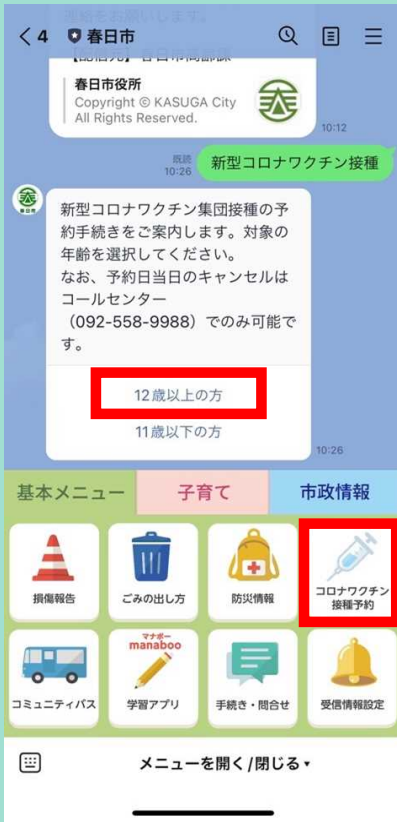 4 春日市
【配信元】春日市高齢課
春日市役所
Copyright © KASUGA City
All Rights Reserved.
10:12
既読
10:26
新型コロナワクチン接種
新型コロナワクチン集団接種の予
約手続きをご案内します。対象の
年齢を選択してください。
なお、予約日当日のキャンセルは
コールセンター
（092-558-9988）でのみ可能で
す。
12歳以上の方
11歳以下の方
10:26
基本メニュー 子育て 市政情報
損傷報告 ごみの出し方 防災情報 コロナワクチン
接種予約
マナボー
manaboo
コミュニティバス 学習アプリ 手続き・問合せ 受信情報設定
メニューを開く/閉じる▼